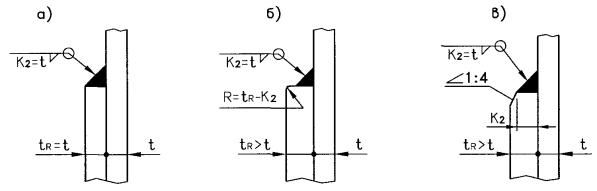 а) б) в)
K₂=t K₂=t K₂=t
R=tR-K₂ ∠1:4
K₂
tR=t t tR>t t tR>t t